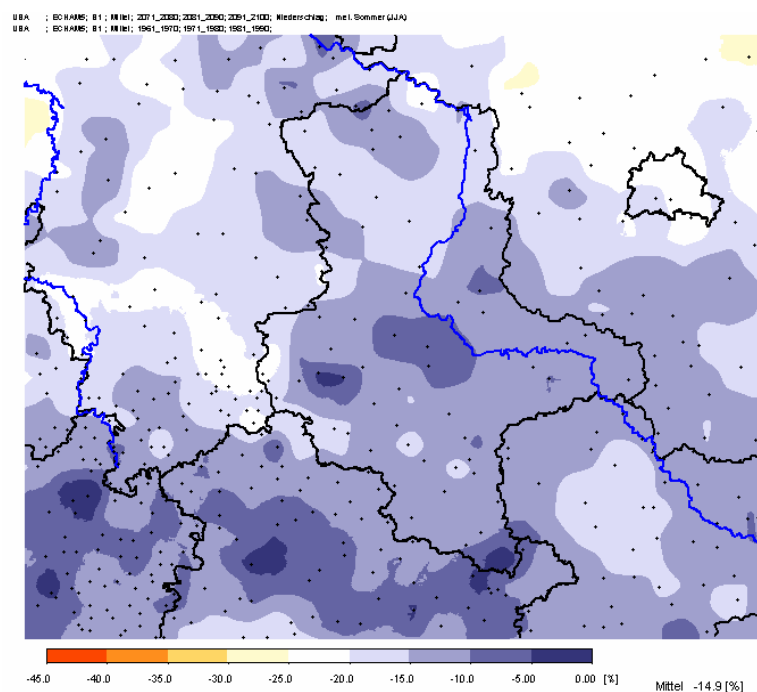 UBA ; ECHAM5; B1 ; Mittel; 2071_2080; 2081_2090; 2091_2100; Niederschlag; met. Sommer (JJA)
UBA ; ECHAM5; B1 ; Mittel; 1961_1970; 1971_1980; 1981_1990;
-45.0 -40.0 -35.0 -30.0 -25.0 -20.0 -15.0 -10.0 -5.00 0.00 [%]
Mittel -14.9 [%]